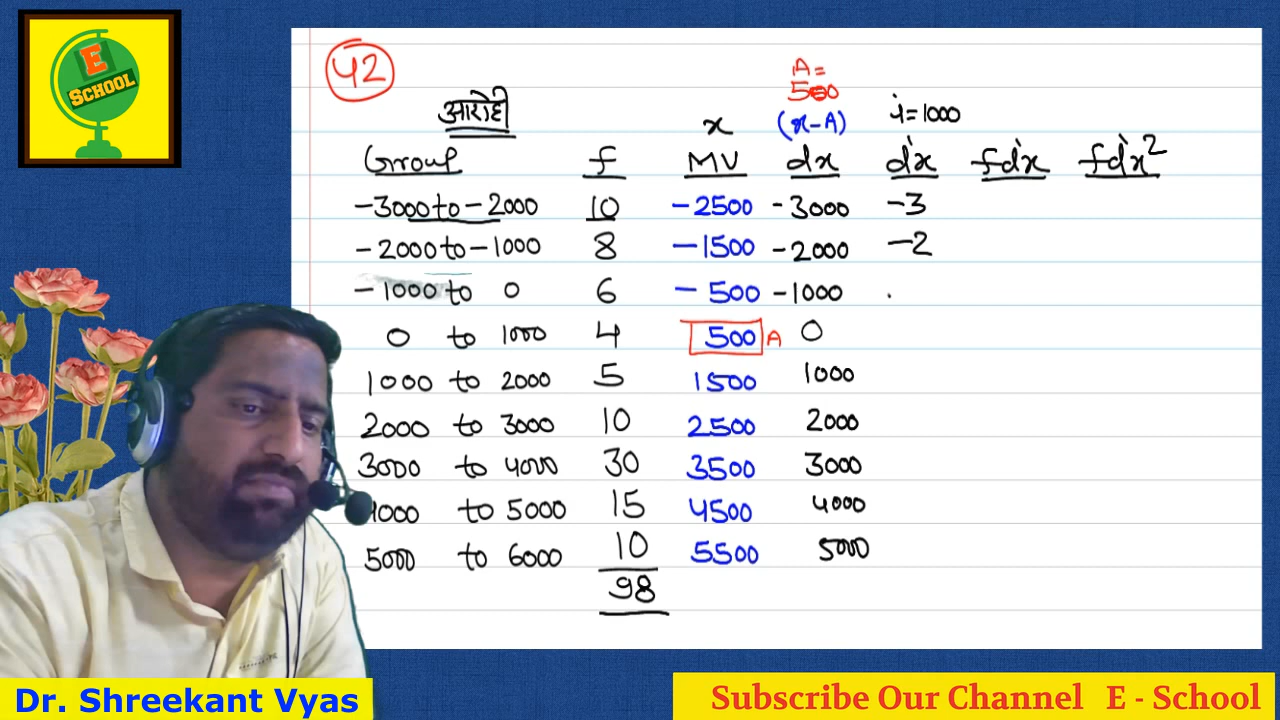 E
SCHOOL
42
आरोही
A =
500
x (x-A) i=1000
Group f MV dx d'x fd'x fd'x²
-3000 to -2000 10 -2500 -3000 -3
-2000 to -1000 8 -1500 -2000 -2
-1000 to 0 6 -500 -1000
0 to 1000 4 500 A 0
1000 to 2000 5 1500 1000
2000 to 3000 10 2500 2000
3000 to 4000 30 3500 3000
4000 to 5000 15 4500 4000
5000 to 6000 10 5500 5000
98
Dr. Shreekant Vyas
Subscribe Our Channel E - School